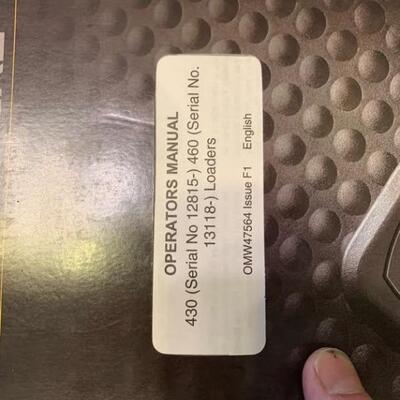 OPERATORS MANUAL
430 (Serial No 12815-) 460 (Serial No.
13118-) Loaders
OMW47564 Issue F1 English